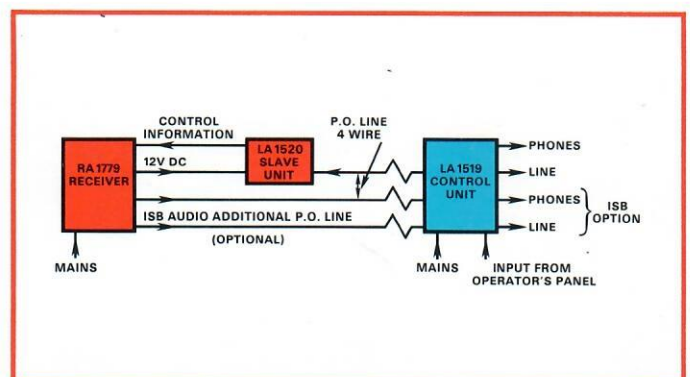 CONTROL
INFORMATION
P.O. LINE
4 WIRE
RA 1779
RECEIVER
12V DC
LA 1520
SLAVE
UNIT
LA 1519
CONTROL
UNIT
PHONES
LINE
PHONES
LINE
ISB
OPTION
ISB AUDIO ADDITIONAL P.O. LINE
(OPTIONAL)
MAINS
MAINS
INPUT FROM
OPERATOR'S PANEL